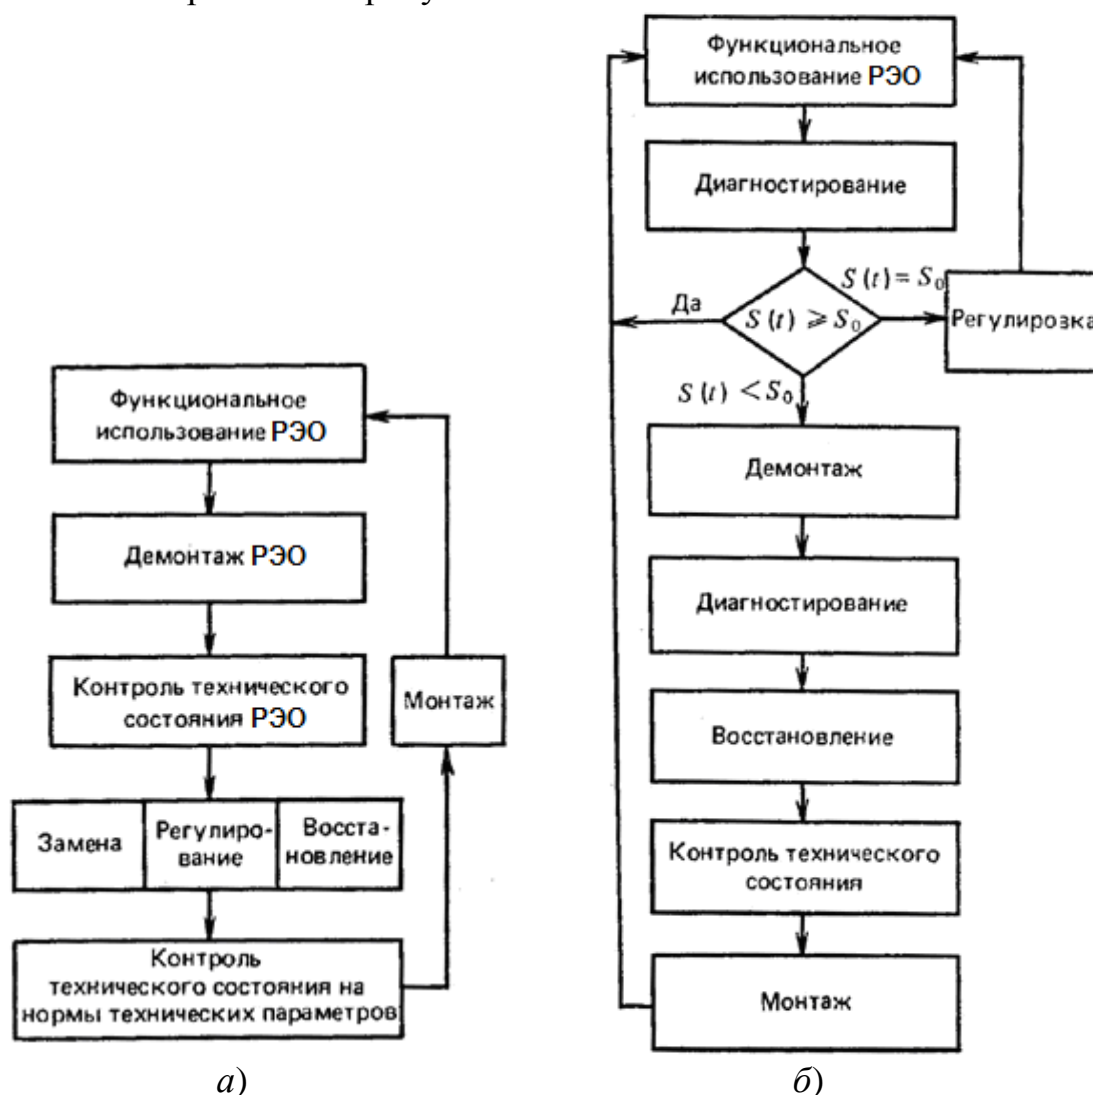 Функциональное
использование РЭО
Демонтаж РЭО
Контроль технического
состояния РЭО
Монтаж
Замена
Регулиро-
вание
Восста-
новление
Контроль
технического состояния на
нормы технических параметров
а)
Функциональное
использование РЭО
Диагностирование
S (t) = S₀
Да
S (t) ⩾ S₀
Регулировка
S (t) < S₀
Демонтаж
Диагностирование
Восстановление
Контроль технического
состояния
Монтаж
б)